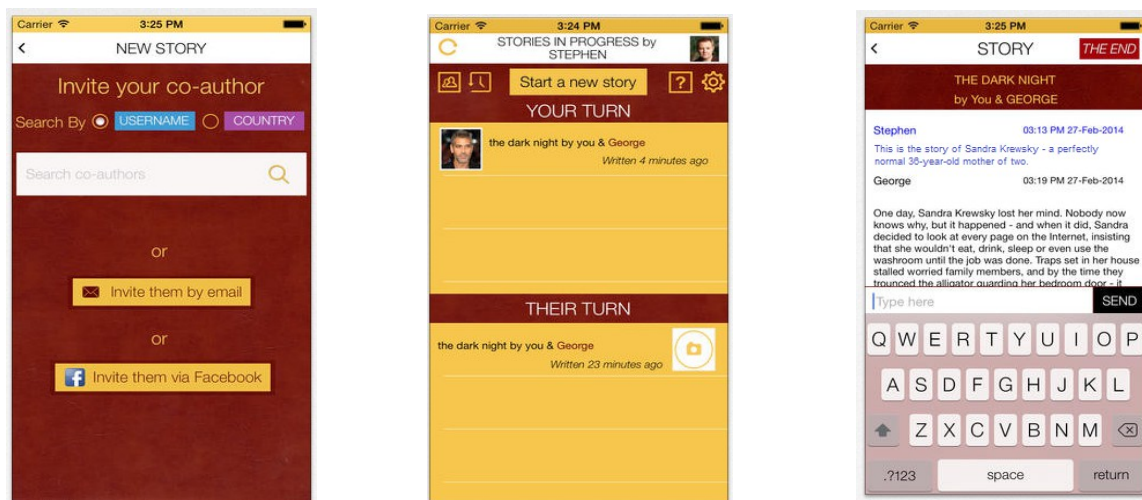 Carrier 3:25 PM
< NEW STORY
Invite your co-author
Search By USERNAME COUNTRY
Search co-authors
or
Invite them by email
or
f Invite them via Facebook
Carrier 3:24 PM
STORIES IN PROGRESS by
STEPHEN
Start a new story ?
YOUR TURN
the dark night by you & George
Written 4 minutes ago
THEIR TURN
the dark night by you & George
Written 23 minutes ago
Carrier 3:25 PM
< STORY THE END
THE DARK NIGHT
by You & GEORGE
Stephen 03:13 PM 27-Feb-2014
This is the story of Sandra Krewsky - a perfectly
normal 36-year-old mother of two.
George 03:19 PM 27-Feb-2014
One day, Sandra Krewsky lost her mind. Nobody now
knows why, but it happened - and when it did, Sandra
decided to look at every page on the Internet, insisting
that she wouldn't eat, drink, sleep or even use the
washroom until the job was done. Traps set in her house
stalled worried family members, and by the time they
trounced the alligator guarding her bedroom door - it
Type here SEND
Q W E R T Y U I O P
A S D F G H J K L
Z X C V B N M
.?123 space return